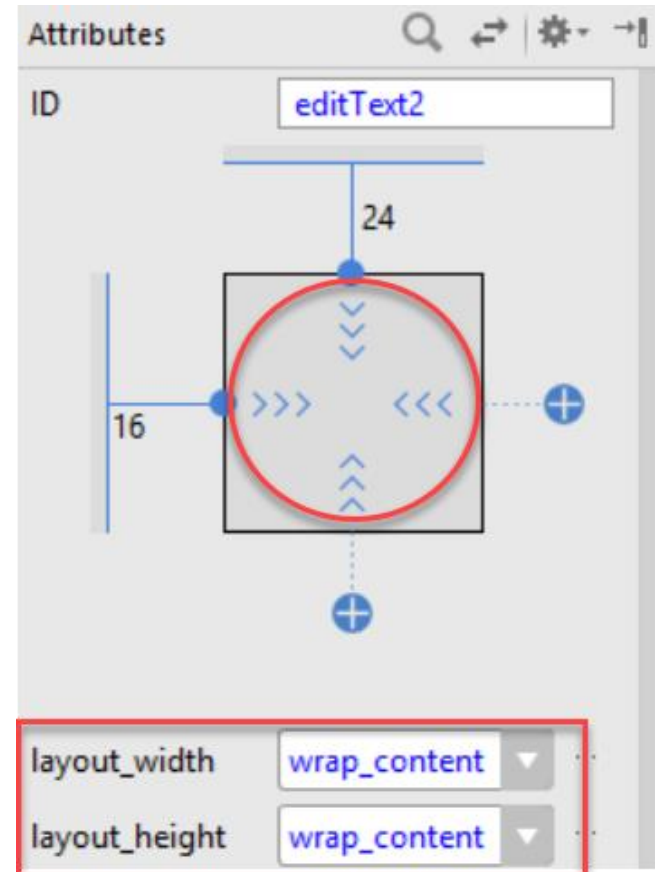 Attributes
ID editText2
24
16
layout_width wrap_content
layout_height wrap_content